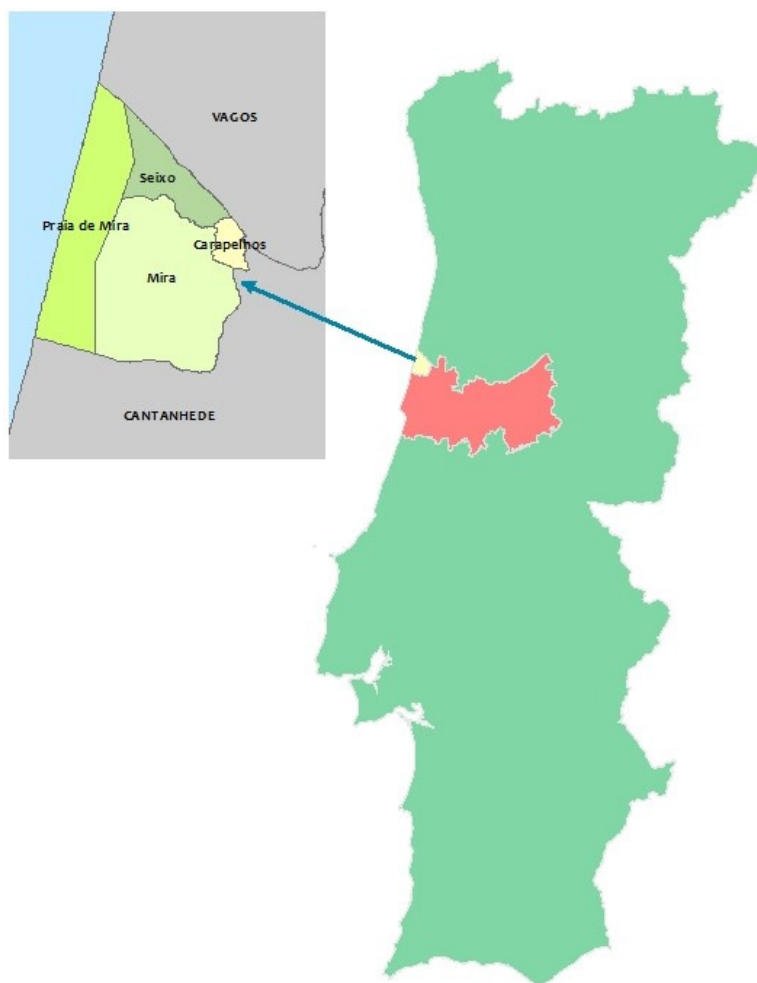 VAGOS
Seixo
Praia de Mira
Carapelhos
Mira
CANTANHEDE